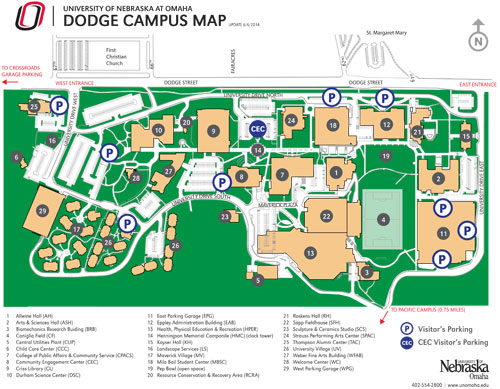 UNIVERSITY OF NEBRASKA AT OMAHA
DODGE CAMPUS MAP UPDATE 6/4/2014
N
St. Margaret Mary
First
Christian
Church
67th
FAIRACRES
62nd
TO CROSSROADS
GARAGE PARKING
WEST ENTRANCE
DODGE STREET
DODGE STREET
EAST ENTRANCE
UNIVERSITY DRIVE NORTH
UNIVERSITY DRIVE WEST
UNIVERSITY DRIVE EAST
UNIVERSITY DRIVE SOUTH
MAVERICK PLAZA
CEC
TO PACIFIC CAMPUS (0.75 MILES)
1 Allwine Hall (AH)
2 Arts & Sciences Hall (ASH)
3 Biomechanics Research Building (BRB)
4 Caniglia Field (CF)
5 Central Utilities Plant (CUP)
6 Child Care Center (CCC)
7 College of Public Affairs & Community Service (CPACS)
8 Community Engagement Center (CEC)
9 Criss Library (CL)
10 Durham Science Center (DSC)
11 East Parking Garage (EPG)
12 Eppley Administration Building (EAB)
13 Health, Physical Education & Recreation (HPER)
14 Henningson Memorial Campanile (HMC) (clock tower)
15 Kayser Hall (KH)
16 Landscape Services (LS)
17 Maverick Village (MV)
18 Milo Bail Student Center (MBSC)
19 Pep Bowl (open space)
20 Resource Conservation & Recovery Area (RCRA)
21 Roskens Hall (RH)
22 Sapp Fieldhouse (SFH)
23 Sculpture & Ceramics Studio (SCS)
24 Strauss Performing Arts Center (SPAC)
25 Thompson Alumni Center (TAC)
26 University Village (UV)
27 Weber Fine Arts Building (WFAB)
28 Welcome Center (WC)
29 West Parking Garage (WPG)
P Visitor's Parking
CEC CEC Visitor's Parking
UNIVERSITY OF
Nebraska
Omaha
402-554-2800 ~ www.unomaha.edu